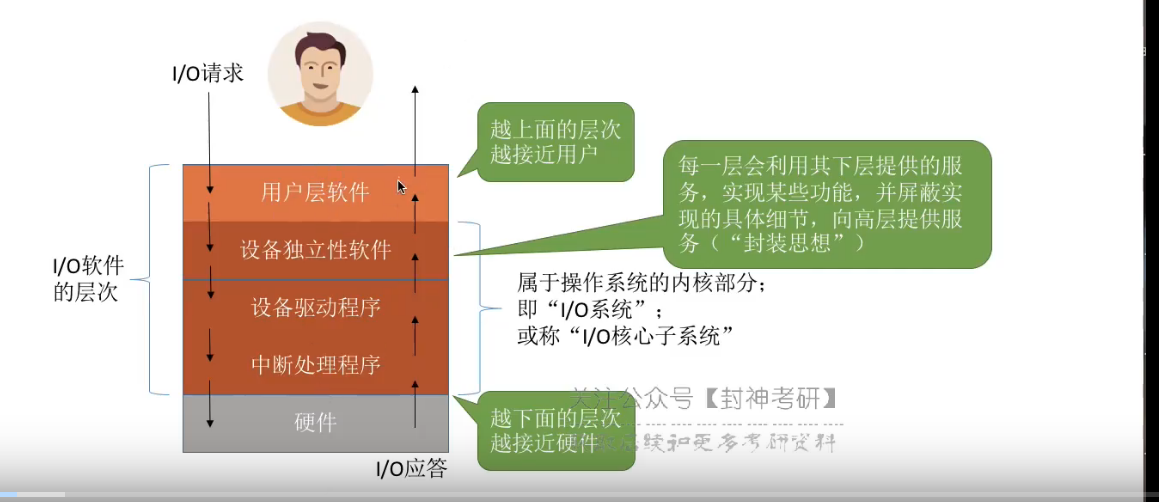 I/O请求
越上面的层次
越接近用户
每一层会利用其下层提供的服
务，实现某些功能，并屏蔽实
现的具体细节，向高层提供服
务（“封装思想”）
用户层软件
设备独立性软件
I/O软件
的层次
设备驱动程序
属于操作系统的内核部分；
即“I/O系统”；
或称“I/O核心子系统”
中断处理程序
关注公众号【封神考研】
硬件
越下面的层次
越接近硬件
续和更多考研资料
I/O应答